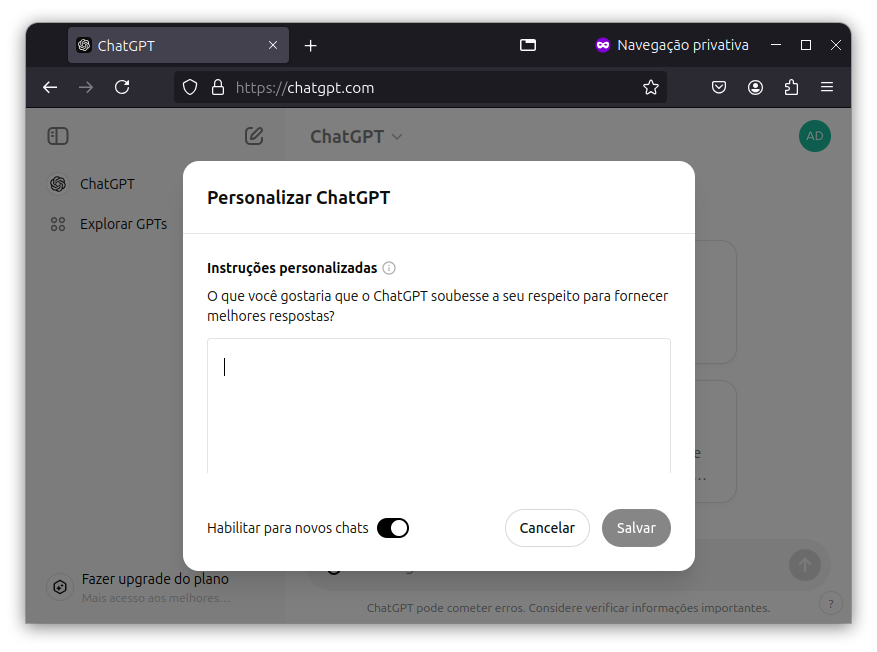 ChatGPT
Navegação privativa
https://chatgpt.com
ChatGPT
AD
ChatGPT
Explorar GPTs
Personalizar ChatGPT
Instruções personalizadas
O que você gostaria que o ChatGPT soubesse a seu respeito para fornecer
melhores respostas?
Habilitar para novos chats
Cancelar
Salvar
Fazer upgrade do plano
Mais acesso aos melhores...
ChatGPT pode cometer erros. Considere verificar informações importantes.
?